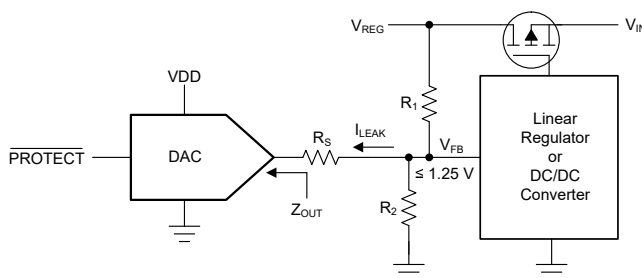 V_REG
V_IN
VDD
R_1
Linear
Regulator
or
DC/DC
Converter
R_S
I_LEAK
V_FB
PROTECT
DAC
≤ 1.25 V
R_2
Z_OUT